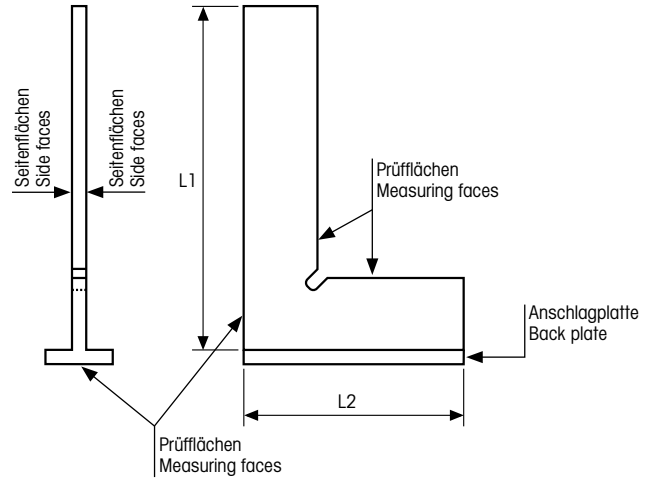 Seitenflächen
Side faces
Seitenflächen
Side faces
L1
Prüfflächen
Measuring faces
Anschlagplatte
Back plate
L2
Prüfflächen
Measuring faces